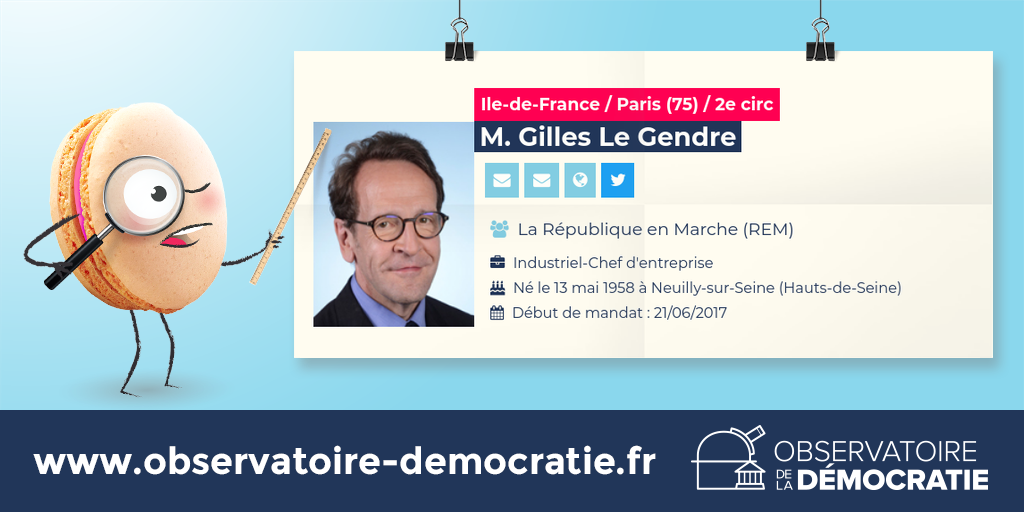 Ile-de-France / Paris (75) / 2e circ
M. Gilles Le Gendre
La République en Marche (REM)
Industriel-Chef d'entreprise
Né le 13 mai 1958 à Neuilly-sur-Seine (Hauts-de-Seine)
Début de mandat : 21/06/2017
www.observatoire-democratie.fr
OBSERVATOIRE
DE LA DÉMOCRATIE